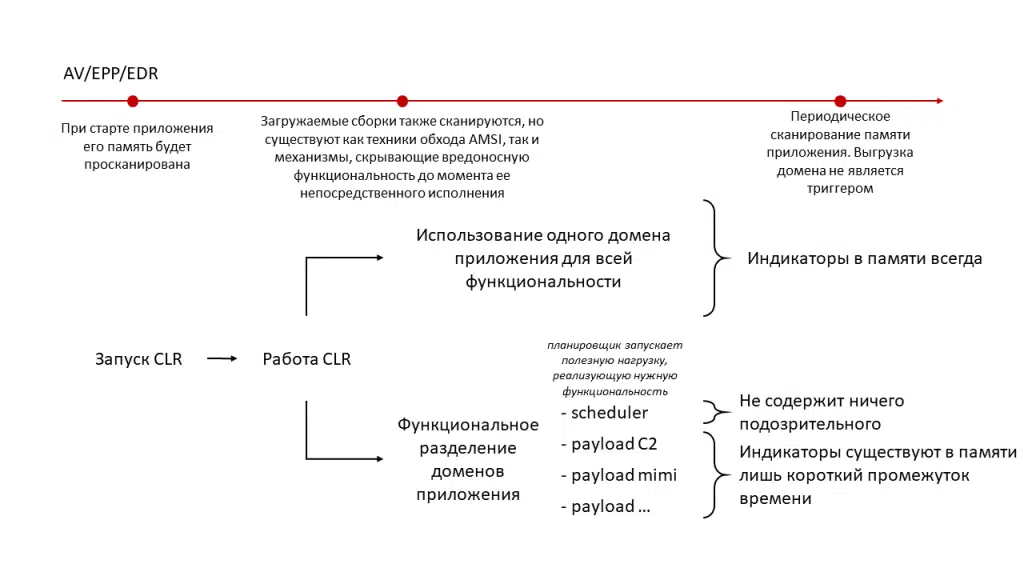 AV/EPP/EDR
При старте приложения
его память будет
просканирована
Загружаемые сборки также сканируются, но
существуют как техники обхода AMSI, так и
механизмы, скрывающие вредоносную
функциональность до момента ее
непосредственного исполнения
Периодическое
сканирование памяти
приложения. Выгрузка
домена не является
триггером
Использование одного домена
приложения для всей
функциональности
Индикаторы в памяти всегда
Запуск CLR
Работа CLR
планировщик запускает
полезную нагрузку,
реализующую нужную
функциональность
Функциональное
разделение
доменов
приложения
- scheduler
- payload C2
- payload mimi
- payload ...
Не содержит ничего
подозрительного
Индикаторы существуют в памяти
лишь короткий промежуток
времени